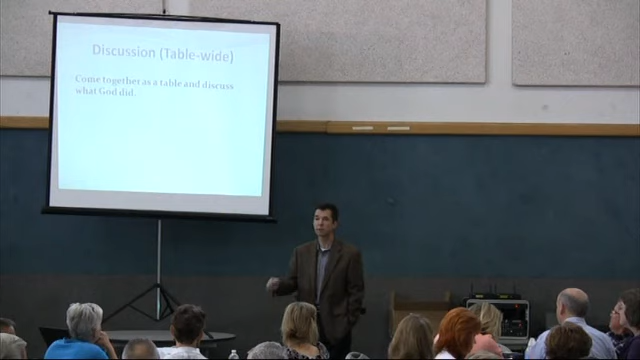 Discussion (Table-wide)
Come together as a table and discuss
what God did.